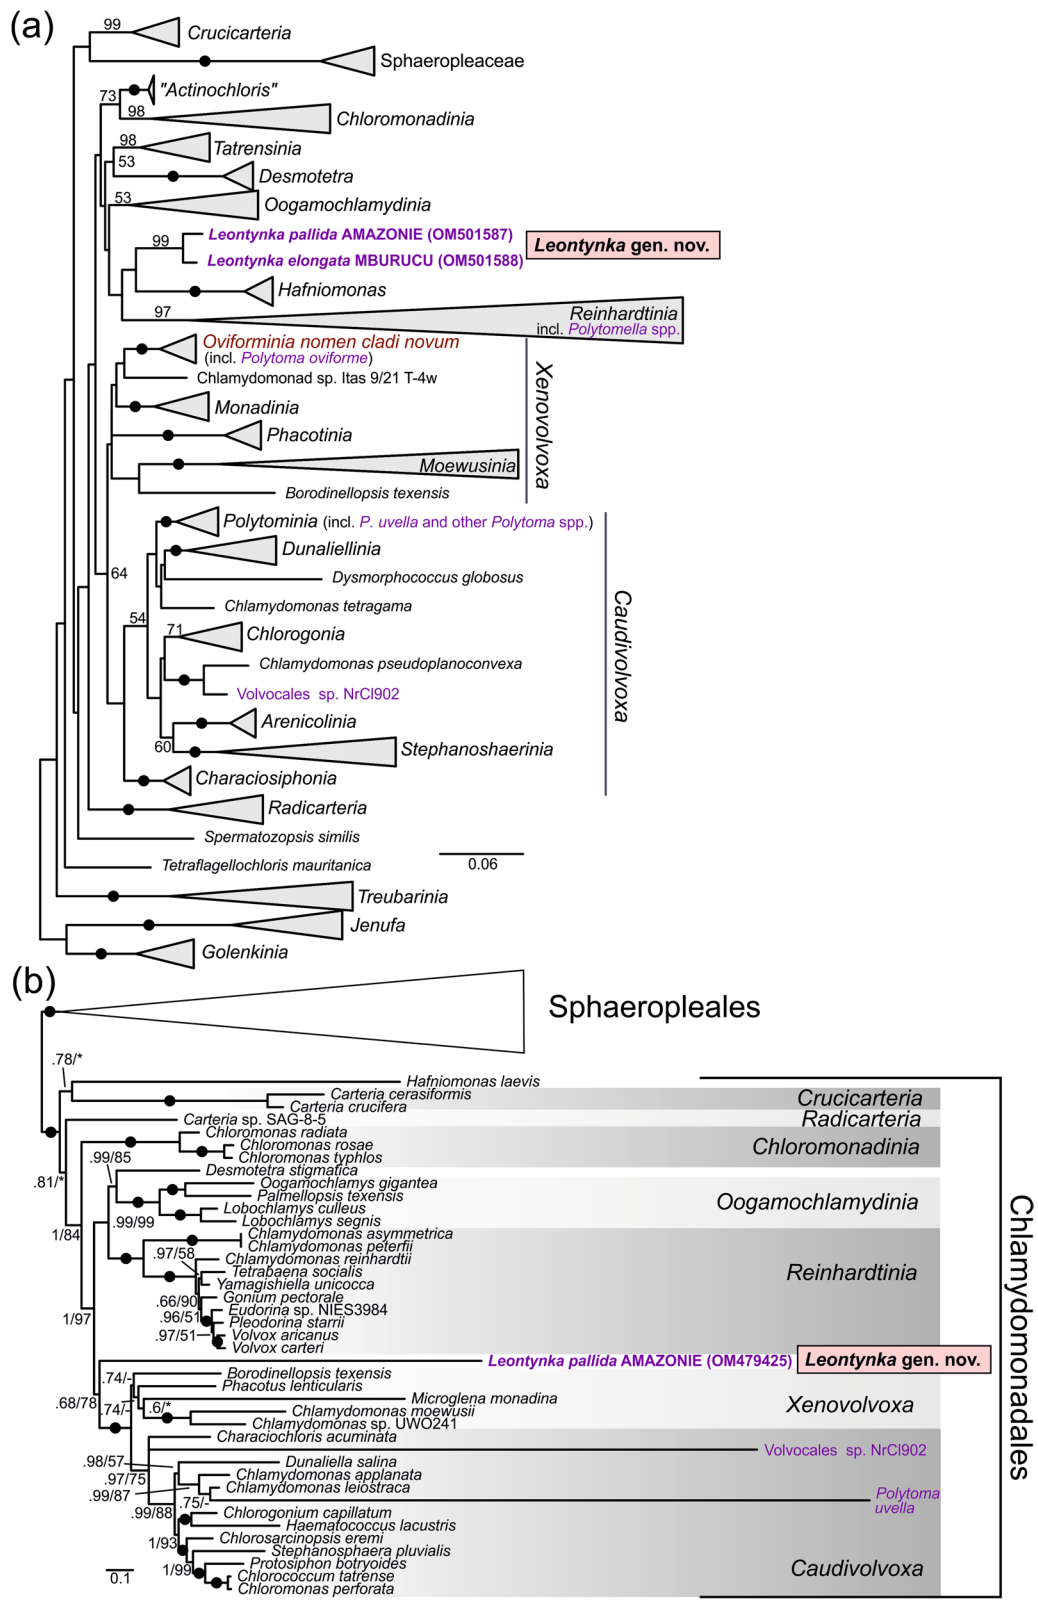 (a)
99
Crucicarteria
Sphaeropleaceae
"Actinochloris"
73
98
Chloromonadinia
98
Tatrensinia
53
Desmotetra
53
Oogamochlamydinia
99
Leontynka pallida AMAZONIE (OM501587)
Leontynka gen. nov.
Leontynka elongata MBURUCU (OM501588)
Hafniomonas
97
Reinhardtinia
incl. Polytomella spp.
Oviforminia nomen cladi novum
(incl. Polytoma oviforme)
Chlamydomonad sp. Itas 9/21 T-4w
Monadinia
Phacotinia
Moewusinia
Borodinellopsis texensis
Xenovolvoxa
Polytominia (incl. P. uvella and other Polytoma spp.)
Dunaliellinia
64
Dysmorphococcus globosus
Chlamydomonas tetragama
54
71
Chlorogonia
Chlamydomonas pseudoplanoconvexa
Volvocales sp. NrCl902
Arenicolinia
60
Stephanoshaerinia
Characiosiphonia
Caudivolvoxa
Radicarteria
Spermatozopsis similis
0.06
Tetraflagellochloris mauritanica
Treubarinia
Jenufa
Golenkinia
(b)
Sphaeropleales
.78/*
Hafniomonas laevis
Carteria cerasiformis
Carteria crucifera
Crucicarteria
Carteria sp. SAG-8-5
Radicarteria
Chloromonas radiata
Chloromonas rosae
Chloromonas typhlos
Chloromonadinia
.99/85
.81/*
Desmotetra stigmatica
Oogamochlamys gigantea
Palmellopsis texensis
Lobochlamys culleus
Lobochlamys segnis
Oogamochlamydinia
.99/99
1/84
Chlamydomonas asymmetrica
Chlamydomonas peterfii
.97/58
Chlamydomonas reinhardtii
Tetrabaena socialis
Yamagishiella unicocca
Reinhardtinia
.66/90
Gonium pectorale
Eudorina sp. NIES3984
.96/51
Pleodorina starrii
1/97
.97/51
Volvox aricanus
Volvox carteri
Leontynka pallida AMAZONIE (OM479425)
Leontynka gen. nov.
.74/-
Borodinellopsis texensis
Phacotus lenticularis
.68/78
.74/-
.6/*
Microglena monadina
Chlamydomonas moewusii
Chlamydomonas sp. UWO241
Xenovolvoxa
Characiochloris acuminata
Volvocales sp. NrCl902
.98/57
Dunaliella salina
.97/75
Chlamydomonas applanata
.99/87
Chlamydomonas leiostraca
.75/-
Polytoma
uvella
.99/88
Chlorogonium capillatum
Haematococcus lacustris
1/93
Chlorosarcinopsis eremi
Stephanosphaera pluvialis
1/99
Protosiphon botryoides
Chlorococcum tatrense
Chloromonas perforata
Caudivolvoxa
0.1
Chlamydomonadales